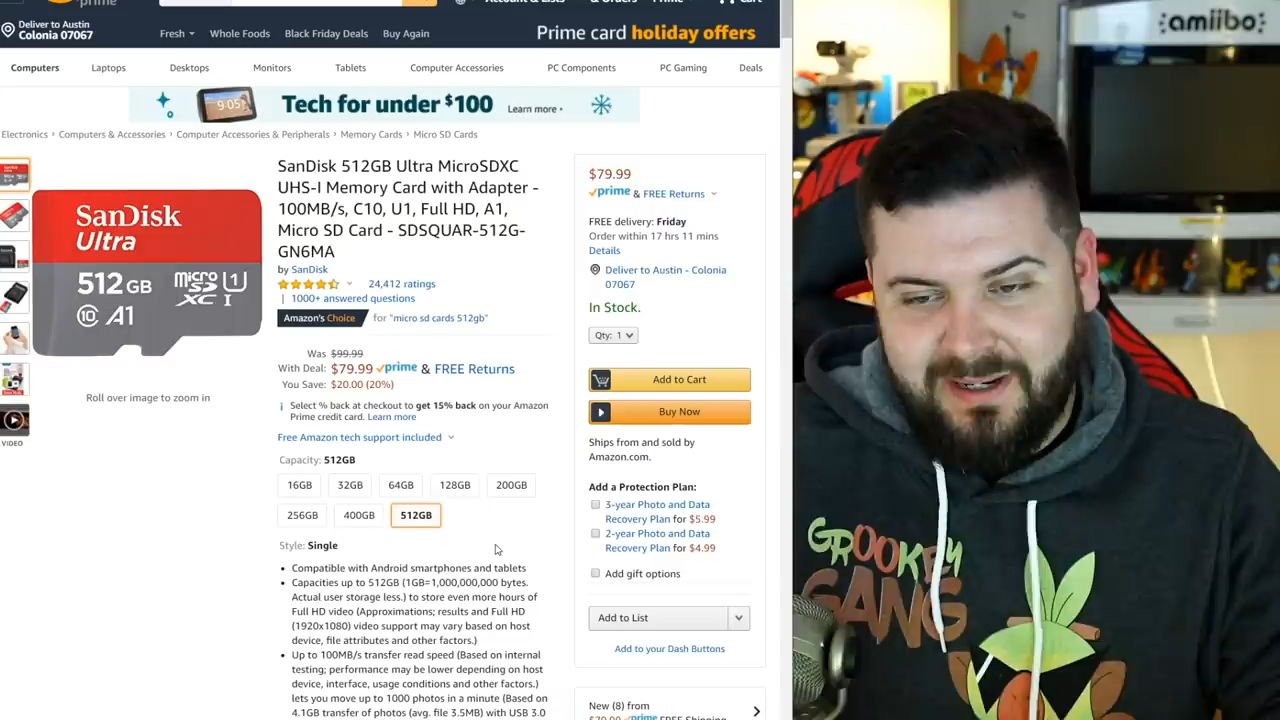 prime
Account & Lists
& Orders
Prime
Cart
Deliver to Austin
Colonia 07067
Fresh
Whole Foods
Black Friday Deals
Buy Again
Prime card holiday offers
Computers
Laptops
Desktops
Monitors
Tablets
Computer Accessories
PC Components
PC Gaming
Deals
9:05
Tech for under $100
Learn more ›
Electronics › Computers & Accessories › Computer Accessories & Peripherals › Memory Cards › Micro SD Cards
SanDisk
Ultra
512 GB
micro
SD
XC I
U1
10 A1
Roll over image to zoom in
VIDEO
SanDisk 512GB Ultra MicroSDXC
UHS-I Memory Card with Adapter -
100MB/s, C10, U1, Full HD, A1,
Micro SD Card - SDSQUAR-512G-
GN6MA
by SanDisk
24,412 ratings
| 1000+ answered questions
Amazon's Choice for "micro sd cards 512gb"
Was $99.99
With Deal: $79.99 prime & FREE Returns
You Save: $20.00 (20%)
Select % back at checkout to get 15% back on your Amazon
Prime credit card. Learn more
Free Amazon tech support included
Capacity: 512GB
16GB
32GB
64GB
128GB
200GB
256GB
400GB
512GB
Style: Single
• Compatible with Android smartphones and tablets
• Capacities up to 512GB (1GB=1,000,000,000 bytes.
Actual user storage less.) to store even more hours of
Full HD video (Approximations; results and Full HD
(1920x1080) video support may vary based on host
device, file attributes and other factors.)
• Up to 100MB/s transfer read speed (Based on internal
testing; performance may be lower depending on host
device, interface, usage conditions and other factors.)
lets you move up to 1000 photos in a minute (Based on
4.1GB transfer of photos (avg. file 3.5MB) with USB 3.0
$79.99
prime & FREE Returns
FREE delivery: Friday
Order within 17 hrs 11 mins
Details
Deliver to Austin - Colonia
07067
In Stock.
Qty: 1
Add to Cart
Buy Now
Ships from and sold by
Amazon.com.
Add a Protection Plan:
3-year Photo and Data
Recovery Plan for $5.99
2-year Photo and Data
Recovery Plan for $4.99
Add gift options
Add to List
Add to your Dash Buttons
New (8) from
$79.99 prime FREE Shipping
amiibo
GROOKEY
GANG